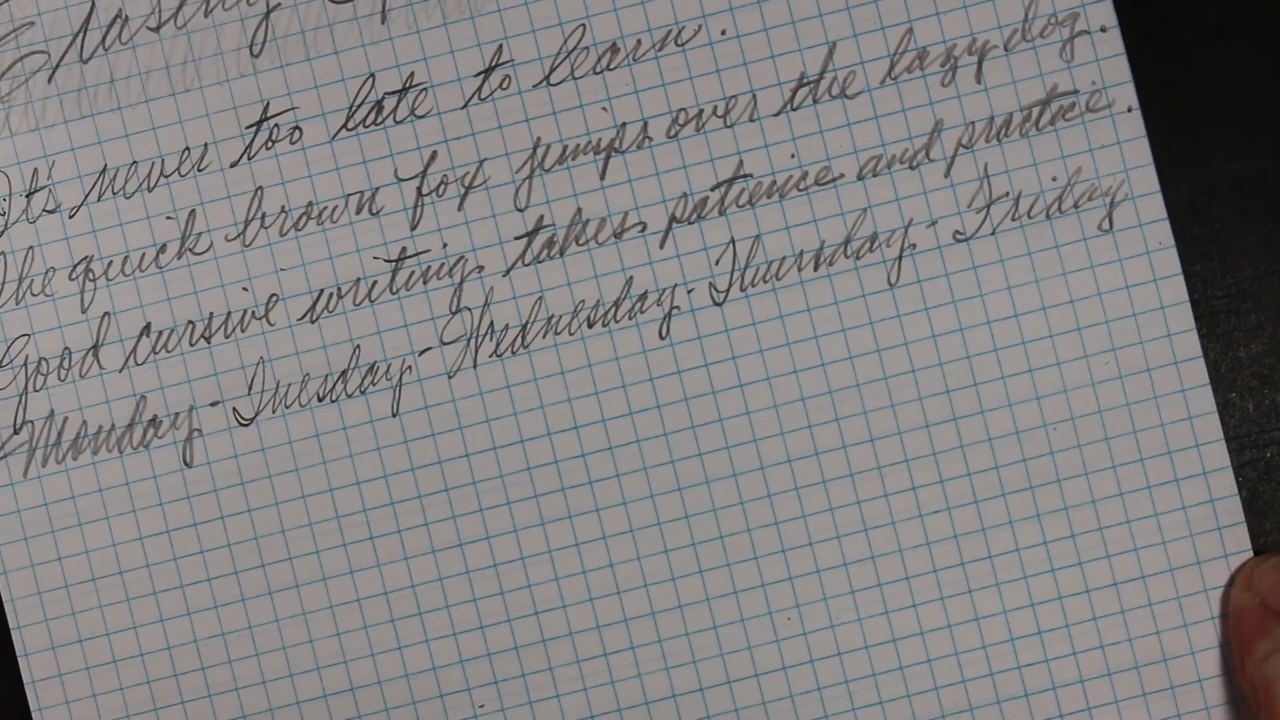 It's never too late to learn.
The quick brown fox jumps over the lazy dog.
Good cursive writing takes patience and practice.
Monday - Tuesday - Wednesday - Thursday - Friday